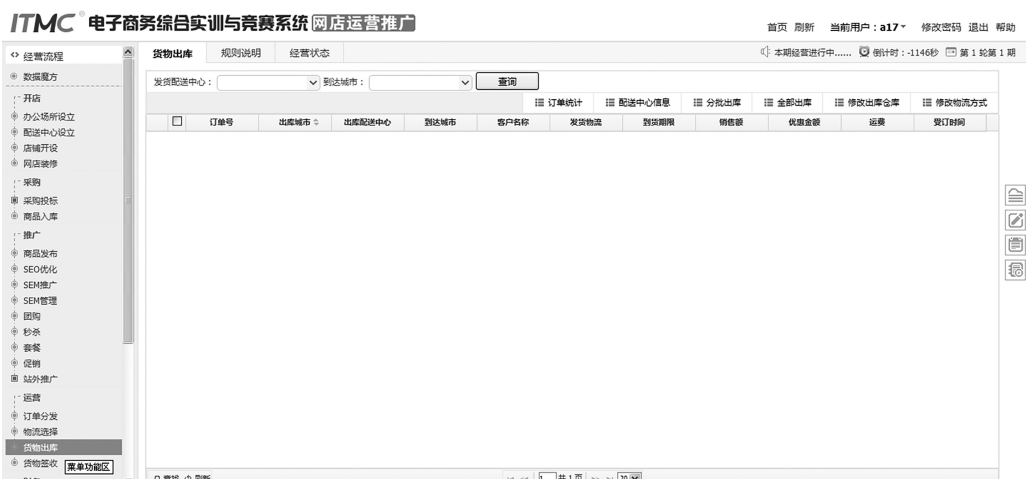 ITMC® 电子商务综合实训与竞赛系统 网店运营推广
首页 刷新 当前用户：a17 修改密码 退出 帮助
经营流程
货物出库 规则说明 经营状态
本期经营进行中...... 倒计时：-1146秒 第 1 轮第 1 期
数据魔方
开店
办公场所设立
配送中心设立
店铺开设
网店装修
采购
采购投标
商品入库
推广
商品发布
SEO优化
SEM推广
SEM管理
团购
秒杀
套餐
促销
站外推广
运营
订单分发
物流选择
货物出库
货物签收
菜单功能区
发货配送中心： 到达城市： 查询
订单统计 配送中心信息 分批出库 全部出库 修改出库仓库 修改物流方式
订单号 出库城市 出库配送中心 到达城市 客户名称 发货物流 到货期限 销售额 优惠金额 运费 受订时间
查找 刷新 1 共 1 页 20